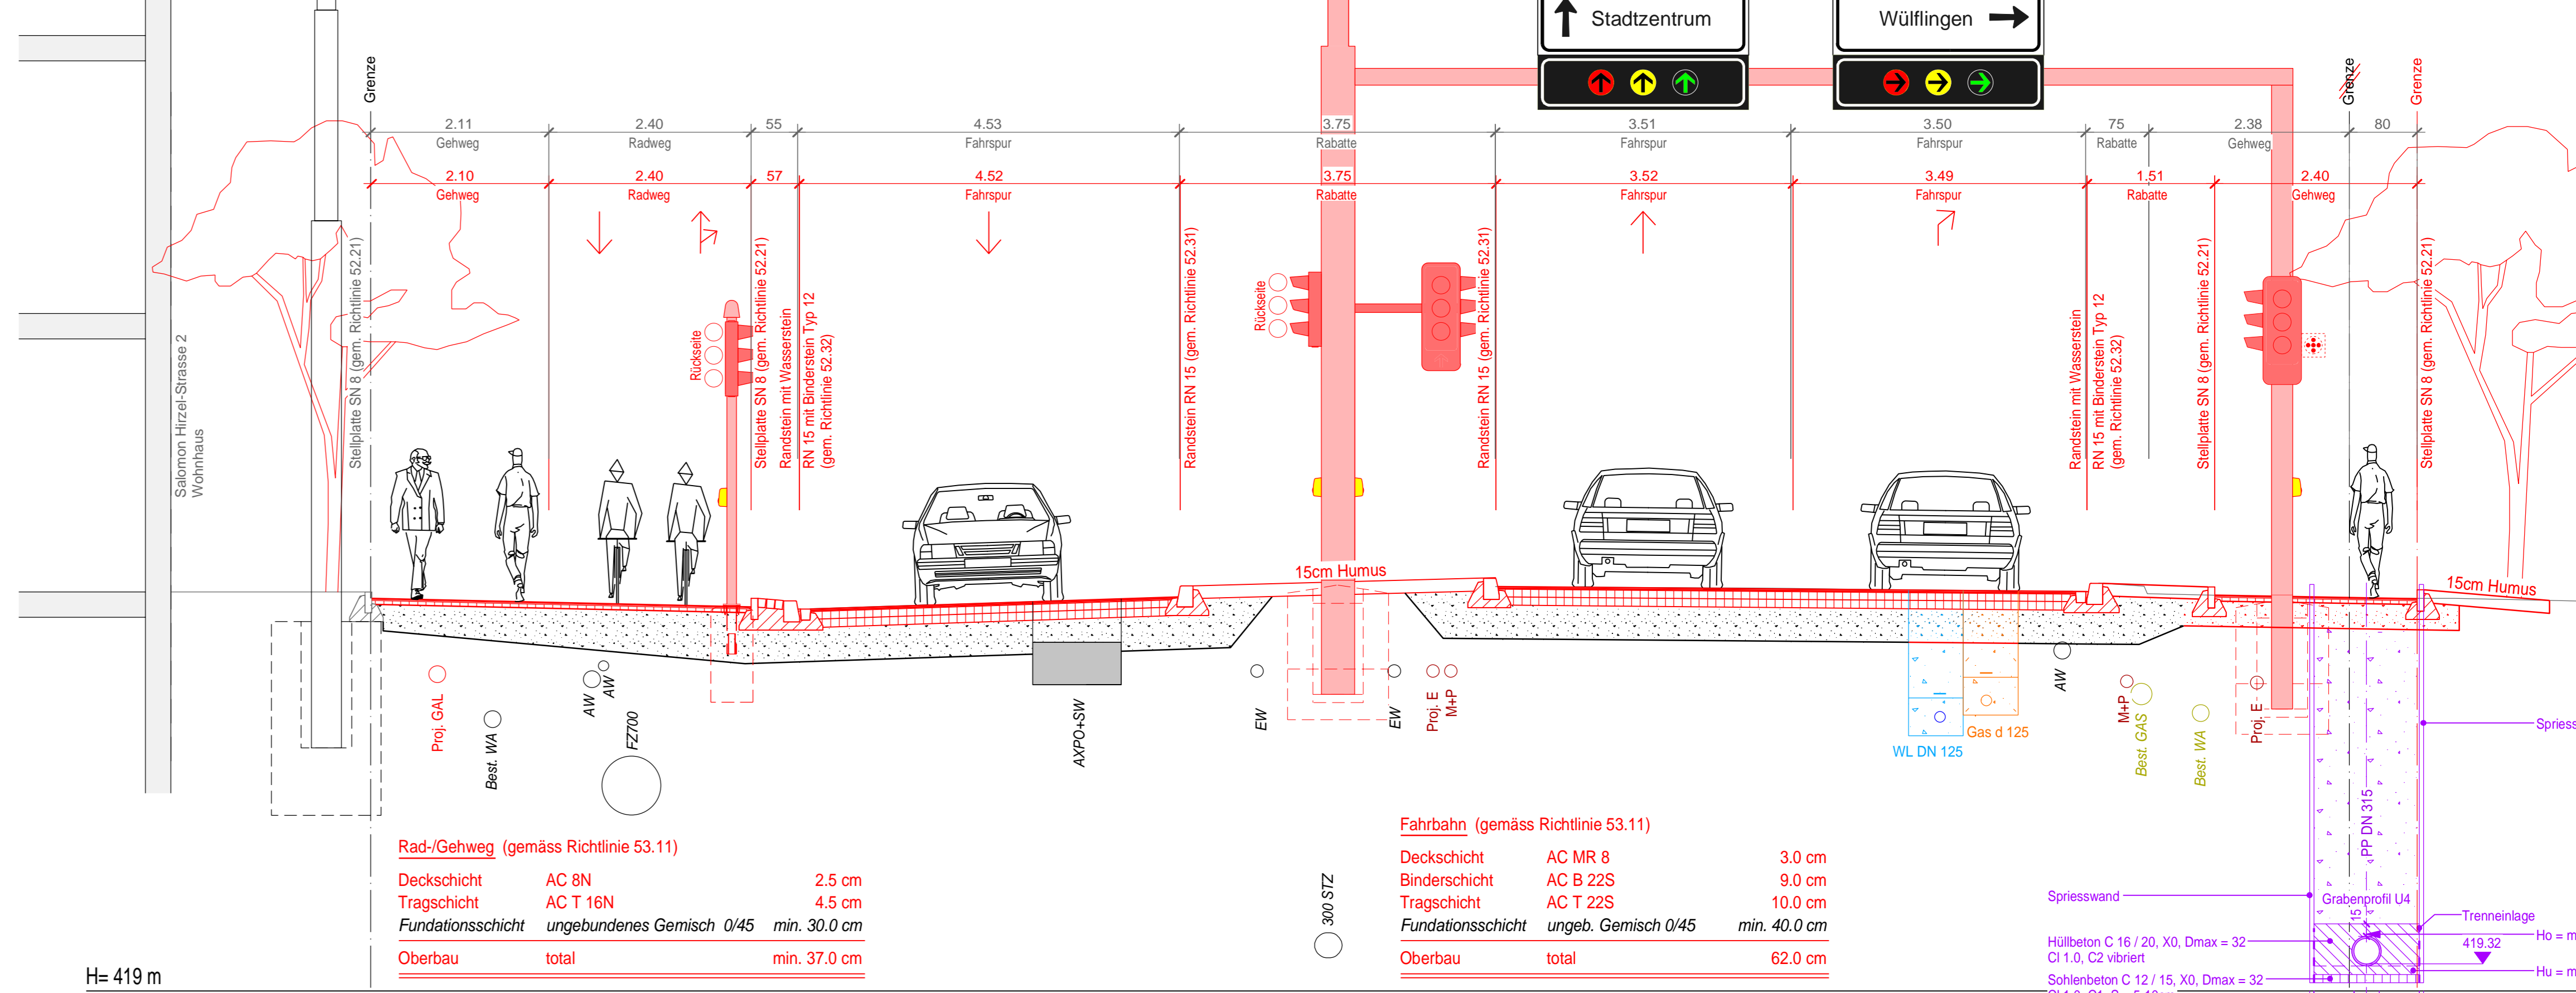 Stadtzentrum
Wülflingen
Grenze
Grenze
Grenze
2.11
Gehweg
2.40
Radweg
55
4.53
Fahrspur
3.75
Rabatte
3.51
Fahrspur
3.50
Fahrspur
75
Rabatte
2.38
Gehweg
80
2.10
Gehweg
2.40
Radweg
57
4.52
Fahrspur
3.75
Rabatte
3.52
Fahrspur
3.49
Fahrspur
1.51
Rabatte
2.40
Gehweg
Salomon Hirzel-Strasse 2
Wohnhaus
Stellplatte SN 8 (gem. Richtlinie 52.21)
Rückseite
Stellplatte SN 8 (gem. Richtlinie 52.21)
Randstein mit Wasserstein
RN 15 mit Binderstein Typ 12
(gem. Richtlinie 52.32)
Randstein RN 15 (gem. Richtlinie 52.31)
Rückseite
Randstein RN 15 (gem. Richtlinie 52.31)
Randstein mit Wasserstein
RN 15 mit Binderstein Typ 12
(gem. Richtlinie 52.32)
Stellplatte SN 8 (gem. Richtlinie 52.21)
Stellplatte SN 8 (gem. Richtlinie 52.21)
15cm Humus
15cm Humus
Proj. GAL
Best. WA
AW
AW
FZ700
AXPO+SW
EW
EW
Proj. E
M+P
WL DN 125
Gas d 125
AW
M+P
Best. GAS
Best. WA
Proj. E
PP DN 315
Spriess
300 STZ
Rad-/Gehweg (gemäss Richtlinie 53.11)
Deckschicht AC 8N 2.5 cm
Tragschicht AC T 16N 4.5 cm
Fundationsschicht ungebundenes Gemisch 0/45 min. 30.0 cm
Oberbau total min. 37.0 cm
Fahrbahn (gemäss Richtlinie 53.11)
Deckschicht AC MR 8 3.0 cm
Binderschicht AC B 22S 9.0 cm
Tragschicht AC T 22S 10.0 cm
Fundationsschicht ungeb. Gemisch 0/45 min. 40.0 cm
Oberbau total 62.0 cm
Spriesswand
Grabenprofil U4
15
Trenneinlage
Ho = m
419.32
Hüllbeton C 16 / 20, X0, Dmax = 32
Cl 1.0, C2 vibriert
Hu = m
Sohlenbeton C 12 / 15, X0, Dmax = 32
H= 419 m